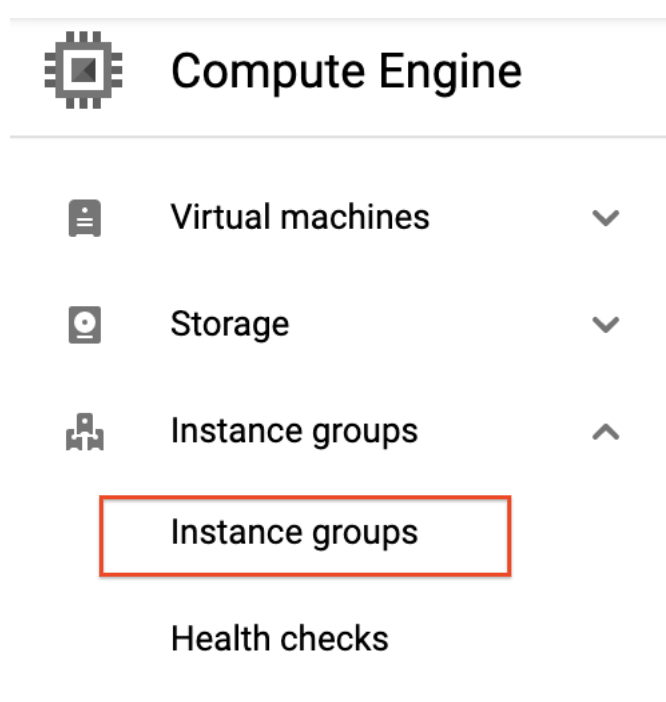 Compute Engine
Virtual machines
Storage
Instance groups
Instance groups
Health checks